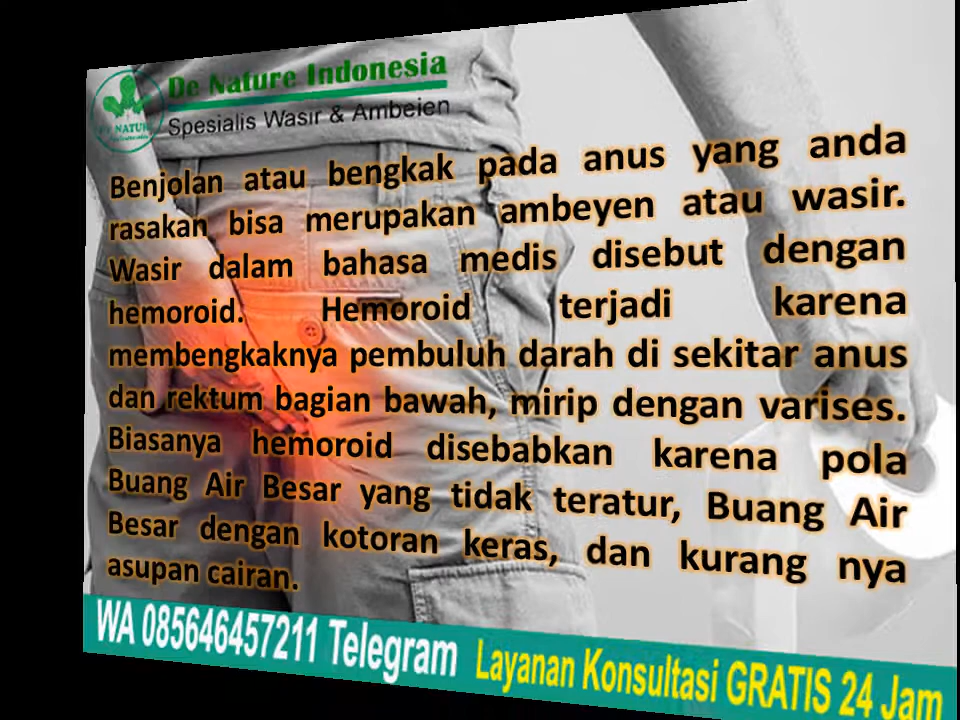 De Nature Indonesia
Spesialis Wasir & Ambeien
Benjolan atau bengkak pada anus yang anda
rasakan bisa merupakan ambeyen atau wasir.
Wasir dalam bahasa medis disebut dengan
hemoroid. Hemoroid terjadi karena
membengkaknya pembuluh darah di sekitar anus
dan rektum bagian bawah, mirip dengan varises.
Biasanya hemoroid disebabkan karena pola
Buang Air Besar yang tidak teratur, Buang Air
Besar dengan kotoran keras, dan kurang nya
asupan cairan.
WA 085646457211 Telegram Layanan Konsultasi GRATIS 24 Jam